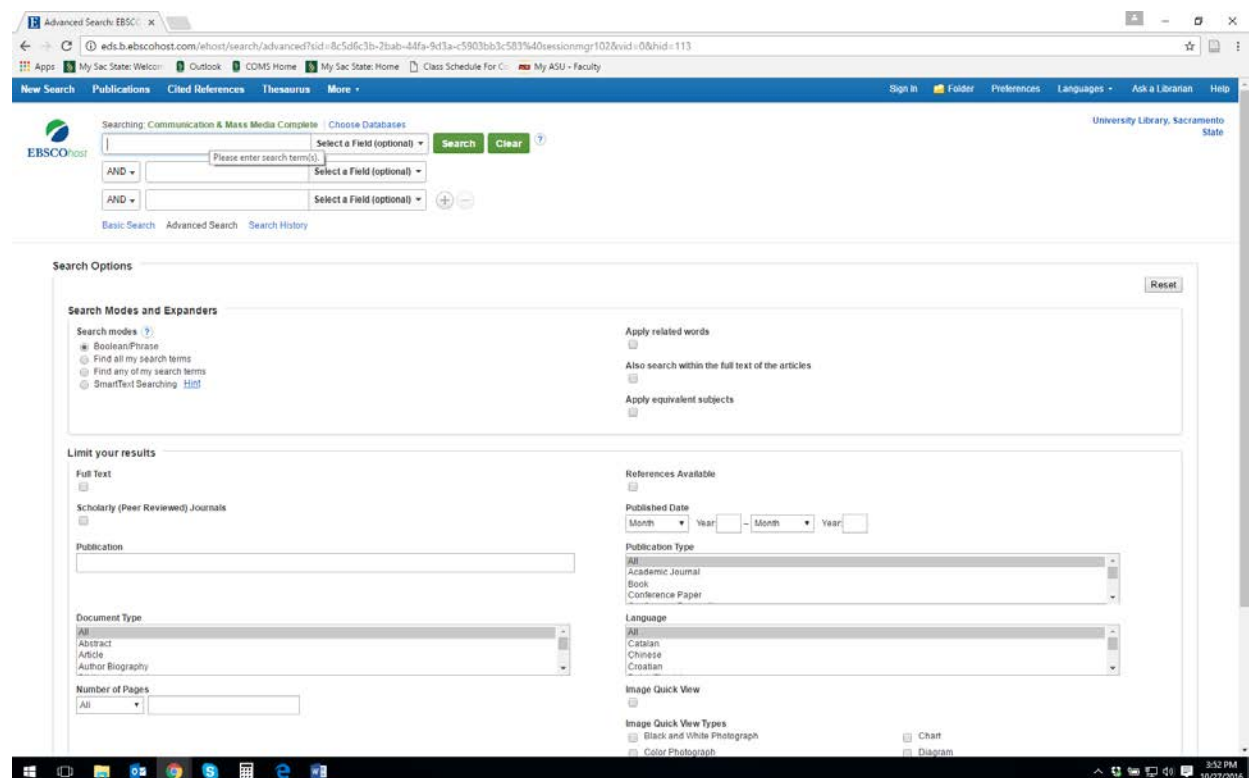 Advanced Search: EBSC
eds.b.ebscohost.com/ehost/search/advanced?sid=8c5d6c3b-2bab-44fa-9d3a-c5903bb3c583%40sessionmgr102&vid=0&hid=113
Apps My Sac State: Welcom Outlook COMS Home My Sac State: Home Class Schedule For C My ASU - Faculty
New Search Publications Cited References Thesaurus More Sign In Folder Preferences Languages Ask a Librarian Help
Searching: Communication & Mass Media Complete Choose Databases University Library, Sacramento State
EBSCOhost
Select a Field (optional) Search Clear ?
Please enter search term(s).
AND Select a Field (optional)
AND Select a Field (optional)
Basic Search Advanced Search Search History
Search Options
Reset
Search Modes and Expanders
Search modes ? Apply related words
Boolean/Phrase
Find all my search terms
Find any of my search terms Also search within the full text of the articles
SmartText Searching Hint
Apply equivalent subjects
Limit your results
Full Text References Available
Scholarly (Peer Reviewed) Journals Published Date
Month Year – Month Year
Publication Publication Type
All
Academic Journal
Book
Conference Paper
Document Type Language
All All
Abstract Catalan
Article Chinese
Author Biography Croatian
Number of Pages Image Quick View
All
Image Quick View Types
Black and White Photograph Chart
Color Photograph Diagram
3:52 PM
10/27/2016